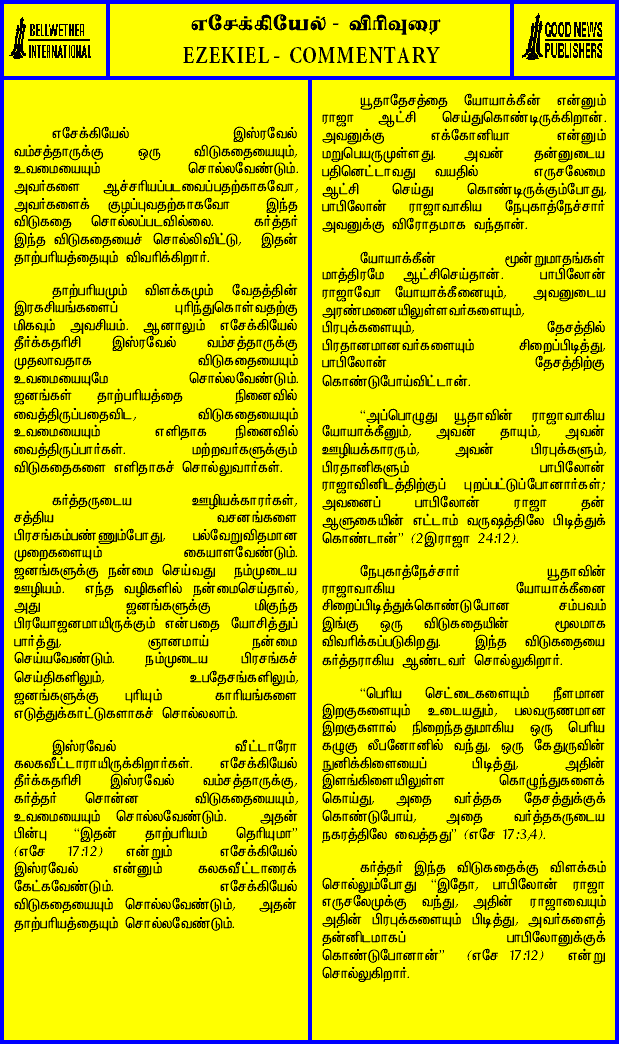 BELLWETHER
INTERNATIONAL
எசேக்கியேல் - விரிவுரை
EZEKIEL - COMMENTARY
GOOD NEWS
PUBLISHERS
எசேக்கியேல் இஸ்ரவேல்
வம்சத்தாருக்கு ஒரு விடுகதையையும்,
உவமையையும் சொல்லவேண்டும்.
அவர்களை ஆச்சரியப்படவைப்பதற்காகவோ,
அவர்களைக் குழப்புவதற்காகவோ இந்த
விடுகதை சொல்லப்படவில்லை. கர்த்தர்
இந்த விடுகதையைச் சொல்லிவிட்டு, இதன்
தாற்பரியத்தையும் விவரிக்கிறார்.
தாற்பரியமும் விளக்கமும் வேதத்தின்
இரகசியங்களைப் புரிந்துகொள்வதற்கு
மிகவும் அவசியம். ஆனாலும் எசேக்கியேல்
தீர்க்கதரிசி இஸ்ரவேல் வம்சத்தாருக்கு
முதலாவதாக விடுகதையையும்
உவமையையுமே சொல்லவேண்டும்.
ஜனங்கள் தாற்பரியத்தை நினைவில்
வைத்திருப்பதைவிட, விடுகதையையும்
உவமையையும் எளிதாக நினைவில்
வைத்திருப்பார்கள். மற்றவர்களுக்கும்
விடுகதைகளை எளிதாகச் சொல்லுவார்கள்.
கர்த்தருடைய ஊழியக்காரர்கள்,
சத்திய வசனங்களை
பிரசங்கம்பண்ணும்போது, பல்வேறுவிதமான
முறைகளையும் கையாளவேண்டும்.
ஜனங்களுக்கு நன்மை செய்வது நம்முடைய
ஊழியம். எந்த வழிகளில் நன்மைசெய்தால்,
அது ஜனங்களுக்கு மிகுந்த
பிரயோஜனமாயிருக்கும் என்பதை யோசித்துப்
பார்த்து, ஞானமாய் நன்மை
செய்யவேண்டும். நம்முடைய பிரசங்கச்
செய்திகளிலும், உபதேசங்களிலும்,
ஜனங்களுக்கு புரியும் காரியங்களை
எடுத்துக்காட்டுகளாகச் சொல்லலாம்.
இஸ்ரவேல் வீட்டாரோ
கலகவீட்டாராயிருக்கிறார்கள். எசேக்கியேல்
தீர்க்கதரிசி இஸ்ரவேல் வம்சத்தாருக்கு,
கர்த்தர் சொன்ன விடுகதையையும்,
உவமையையும் சொல்லவேண்டும். அதன்
பின்பு “இதன் தாற்பரியம் தெரியுமா”
(எசே 17:12) என்றும் எசேக்கியேல்
இஸ்ரவேல் என்னும் கலகவீட்டாரைக்
கேட்கவேண்டும். எசேக்கியேல்
விடுகதையையும் சொல்லவேண்டும், அதன்
தாற்பரியத்தையும் சொல்லவேண்டும்.
யூதாதேசத்தை யோயாக்கீன் என்னும்
ராஜா ஆட்சி செய்துகொண்டிருக்கிறான்.
அவனுக்கு எக்கோனியா என்னும்
மறுபெயருமுள்ளது. அவன் தன்னுடைய
பதினெட்டாவது வயதில் எருசலேமை
ஆட்சி செய்து கொண்டிருக்கும்போது,
பாபிலோன் ராஜாவாகிய நேபுகாத்நேச்சார்
அவனுக்கு விரோதமாக வந்தான்.
யோயாக்கீன் மூன்றுமாதங்கள்
மாத்திரமே ஆட்சிசெய்தான். பாபிலோன்
ராஜாவோ யோயாக்கீனையும், அவனுடைய
அரண்மனையிலுள்ளவர்களையும்,
பிரபுக்களையும், தேசத்தில்
பிரதானமானவர்களையும் சிறைப்பிடித்து,
பாபிலோன் தேசத்திற்கு
கொண்டுபோய்விட்டான்.
“அப்பொழுது யூதாவின் ராஜாவாகிய
யோயாக்கீனும், அவன் தாயும், அவன்
ஊழியக்காரரும், அவன் பிரபுக்களும்,
பிரதானிகளும் பாபிலோன்
ராஜாவினிடத்திற்குப் புறப்பட்டுப்போனார்கள்;
அவனைப் பாபிலோன் ராஜா தன்
ஆளுகையின் எட்டாம் வருஷத்திலே பிடித்துக்
கொண்டான்” (2இராஜா 24:12).
நேபுகாத்நேச்சார் யூதாவின்
ராஜாவாகிய யோயாக்கீனை
சிறைப்பிடித்துக்கொண்டுபோன சம்பவம்
இங்கு ஒரு விடுகதையின் மூலமாக
விவரிக்கப்படுகிறது. இந்த விடுகதையை
கர்த்தராகிய ஆண்டவர் சொல்லுகிறார்.
“பெரிய செட்டைகளையும் நீளமான
இறகுகளையும் உடையதும், பலவருணமான
இறகுகளால் நிறைந்ததுமாகிய ஒரு பெரிய
கழுகு லீபனோனில் வந்து, ஒரு கேதுருவின்
நுனிக்கிளையைப் பிடித்து, அதின்
இளங்கிளையிலுள்ள கொழுந்துகளைக்
கொய்து, அதை வர்த்தக தேசத்துக்குக்
கொண்டுபோய், அதை வர்த்தகருடைய
நகரத்திலே வைத்தது” (எசே 17:3,4).
கர்த்தர் இந்த விடுகதைக்கு விளக்கம்
சொல்லும்போது “இதோ, பாபிலோன் ராஜா
எருசலேமுக்கு வந்து, அதின் ராஜாவையும்
அதின் பிரபுக்களையும் பிடித்து, அவர்களைத்
தன்னிடமாகப் பாபிலோனுக்குக்
கொண்டுபோனான்” (எசே 17:12) என்று
சொல்லுகிறார்.